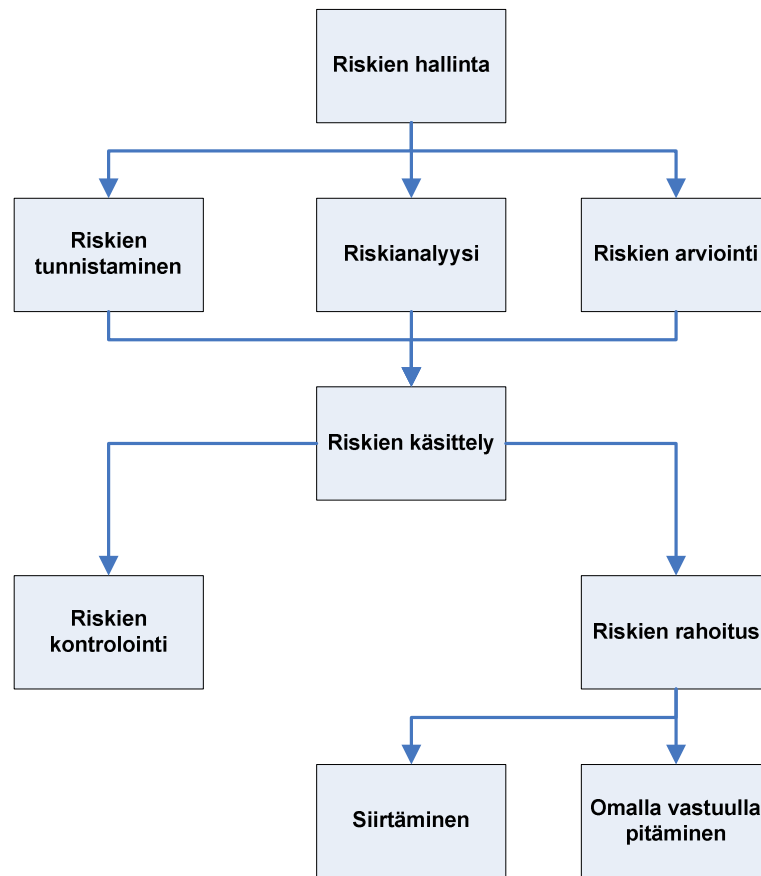 Riskien hallinta
Riskien
tunnistaminen
Riskianalyysi
Riskien arviointi
Riskien käsittely
Riskien
kontrolointi
Riskien rahoitus
Siirtäminen
Omalla vastuulla
pitäminen